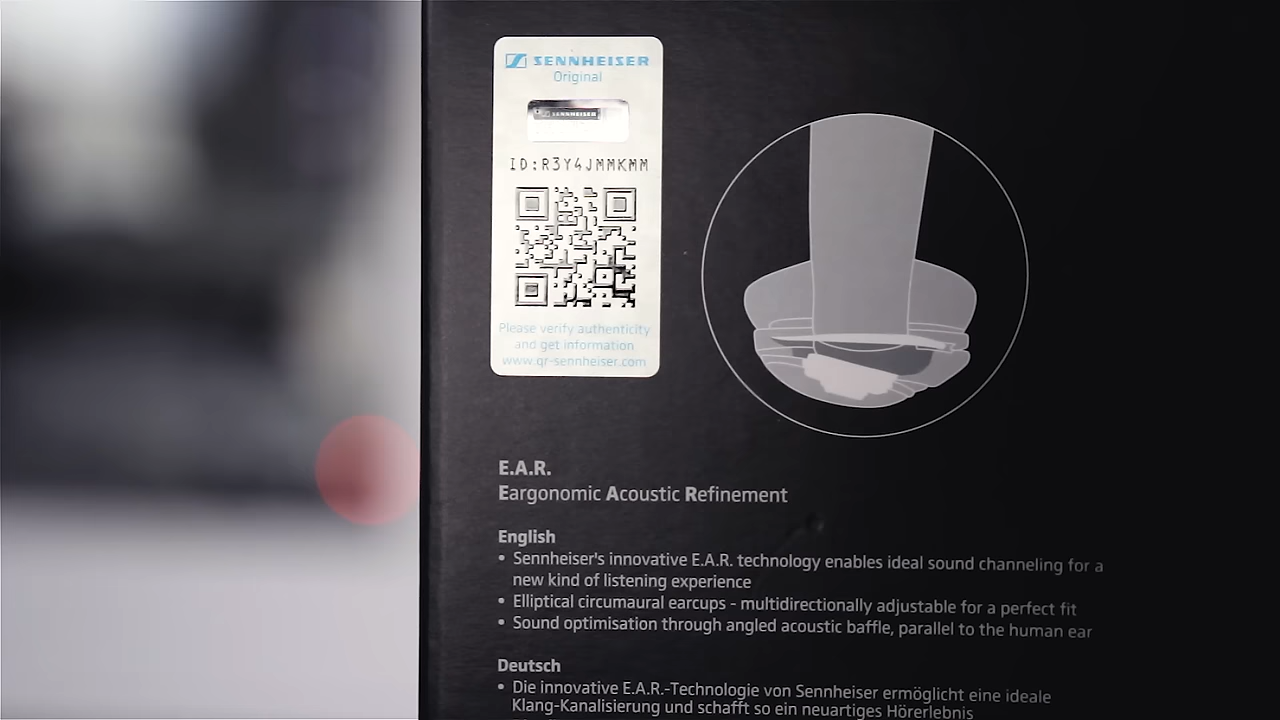 SENNHEISER
Original
SENNHEISER
ID:R3Y4JMMKMM
Please verify authenticity
and get information
www.qr-sennheiser.com
E.A.R.
Eargonomic Acoustic Refinement
English
• Sennheiser's innovative E.A.R. technology enables ideal sound channeling for a
new kind of listening experience
• Elliptical circumaural earcups - multidirectionally adjustable for a perfect fit
• Sound optimisation through angled acoustic baffle, parallel to the human ear
Deutsch
• Die innovative E.A.R.-Technologie von Sennheiser ermöglicht eine ideale
Klang-Kanalisierung und schafft so ein neuartiges Hörerlebnis